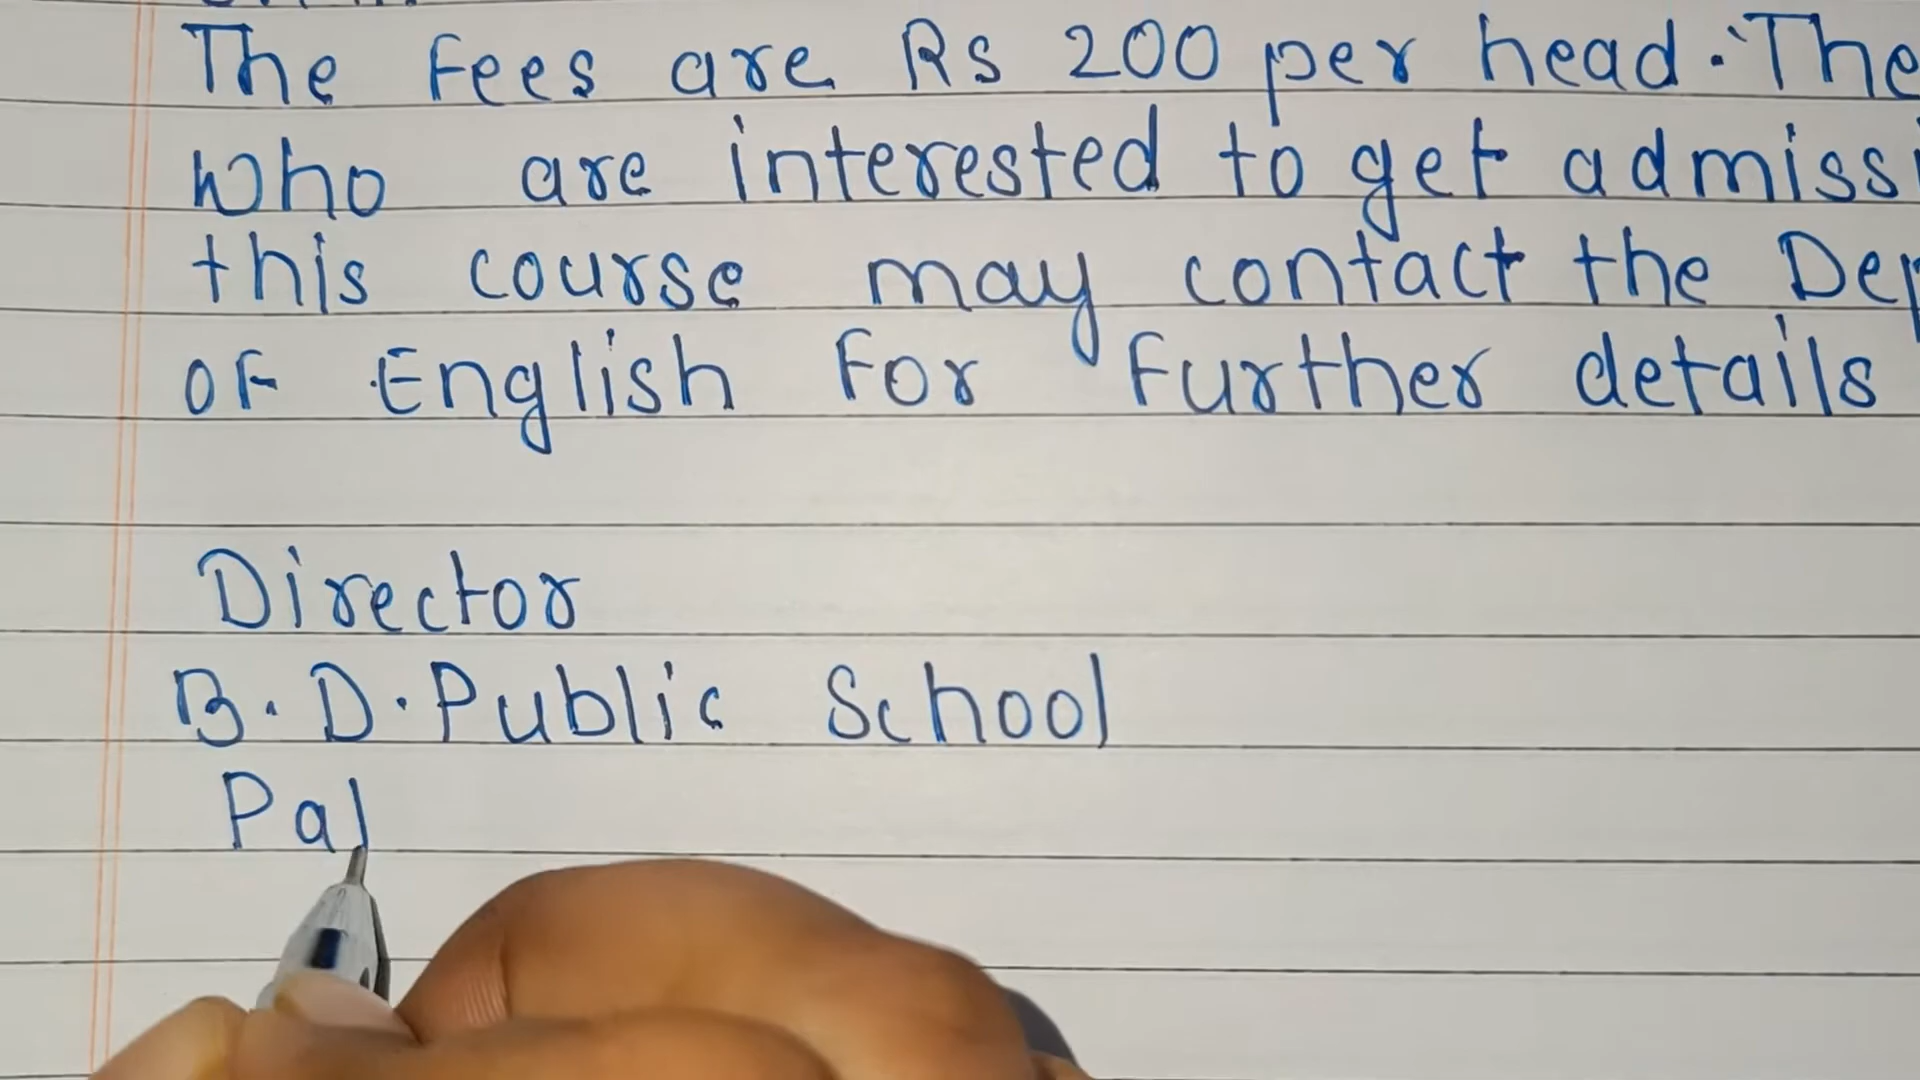 The Fees are Rs 200 per head. The
who are interested to get admissi
this course may contact the Dep
of English for further details
Director
B.D. Public School
Pal